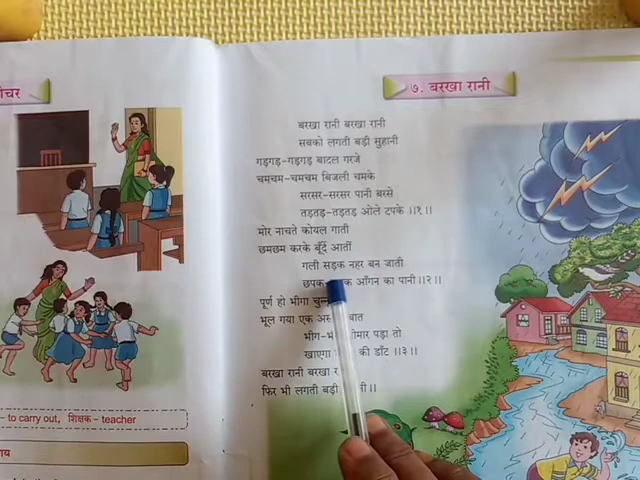 चर
- to carry out, शिक्षक - teacher
७. बरखा रानी
बरखा रानी बरखा रानी
सबको लगती बड़ी सुहानी
गड़गड़-गड़गड़ बादल गरजे
चमचम-चमचम बिजली चमके
सरसर-सरसर पानी बरसे
तड़तड़-तड़तड़ ओले टपके ।।१।।
मोर नाचते कोयल गाती
छमछम करके बूँदें आतीं
गली सड़क नहर बन जाती
आँगन का पानी ।।२।।
पूर्ण हो भीगा
भूल गया एक बात
पड़ा तो
खाएगा की डाँट ।।३।।
बरखा रानी बरखा
फिर भी लगती बड़ी